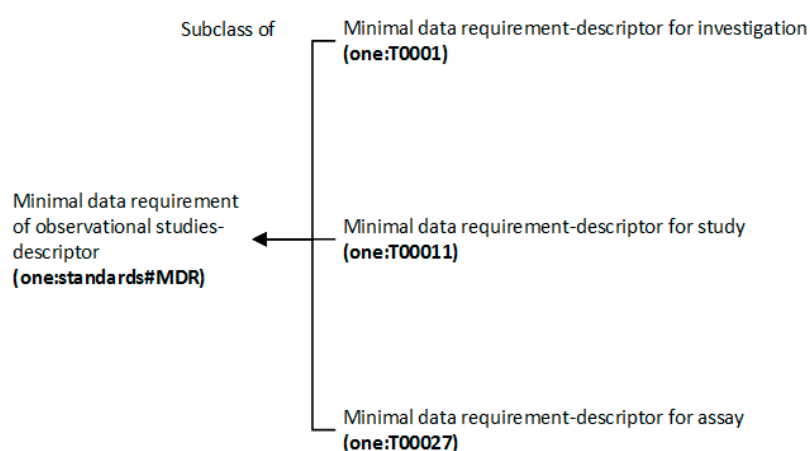 Subclass of
Minimal data requirement-descriptor for investigation
(one:T0001)
Minimal data requirement
of observational studies-
descriptor
(one:standards#MDR)
Minimal data requirement-descriptor for study
(one:T00011)
Minimal data requirement-descriptor for assay
(one:T00027)